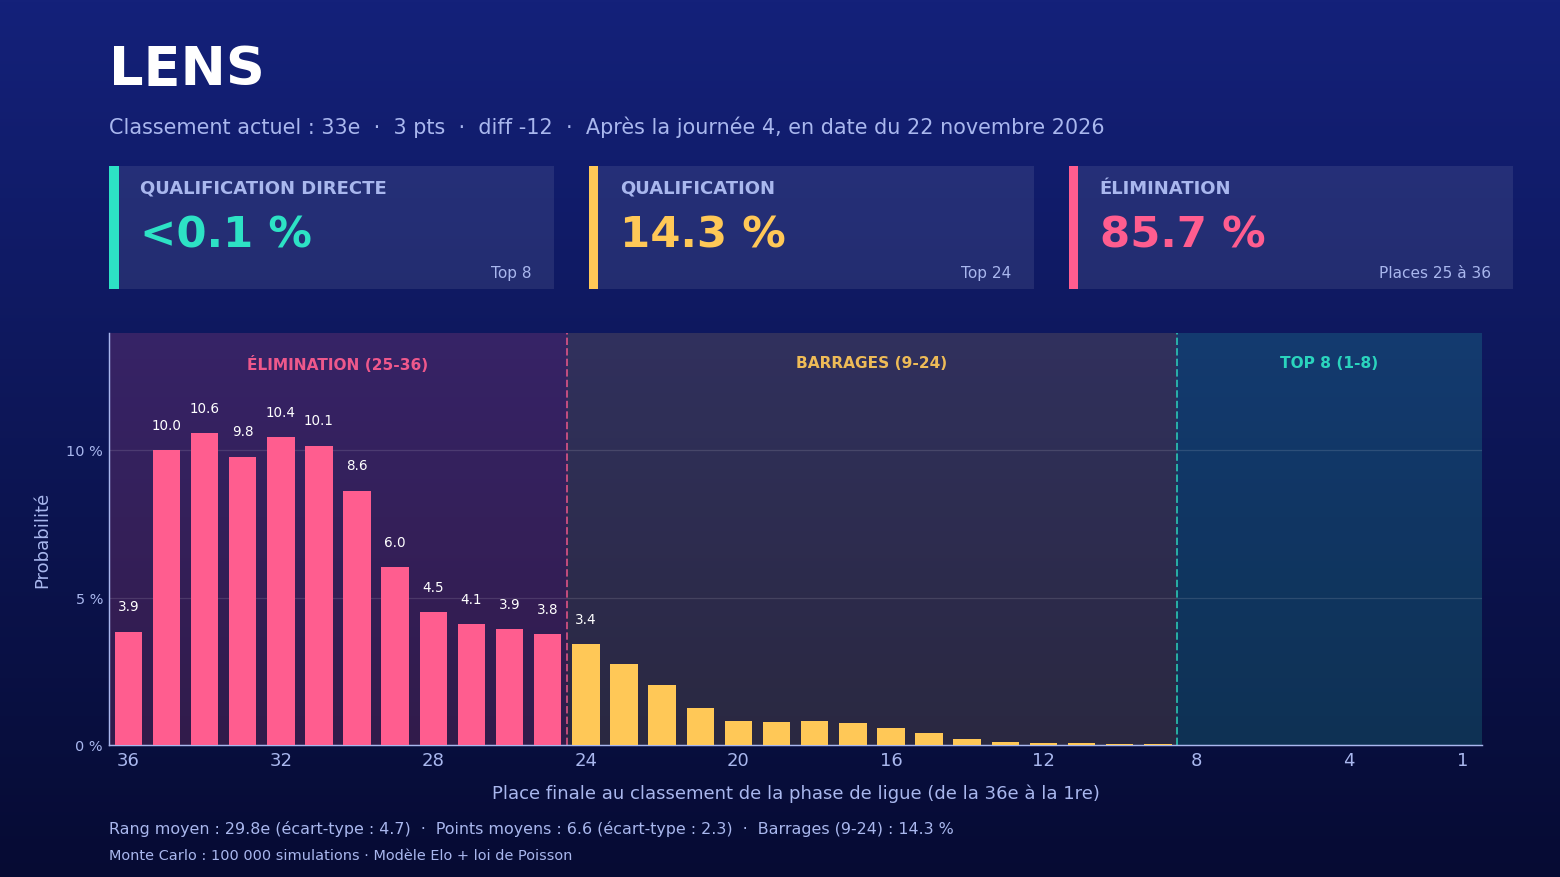 LENS
Classement actuel : 33e · 3 pts · diff -12 · Après la journée 4, en date du 22 novembre 2026
QUALIFICATION DIRECTE
<0.1 %
Top 8
QUALIFICATION
14.3 %
Top 24
ÉLIMINATION
85.7 %
Places 25 à 36
ÉLIMINATION (25-36)
BARRAGES (9-24)
TOP 8 (1-8)
Probabilité
10 %
5 %
0 %
3.9
10.0
10.6
9.8
10.4
10.1
8.6
6.0
4.5
4.1
3.9
3.8
3.4
36 32 28 24 20 16 12 8 4 1
Place finale au classement de la phase de ligue (de la 36e à la 1re)
Rang moyen : 29.8e (écart-type : 4.7) · Points moyens : 6.6 (écart-type : 2.3) · Barrages (9-24) : 14.3 %
Monte Carlo : 100 000 simulations · Modèle Elo + loi de Poisson